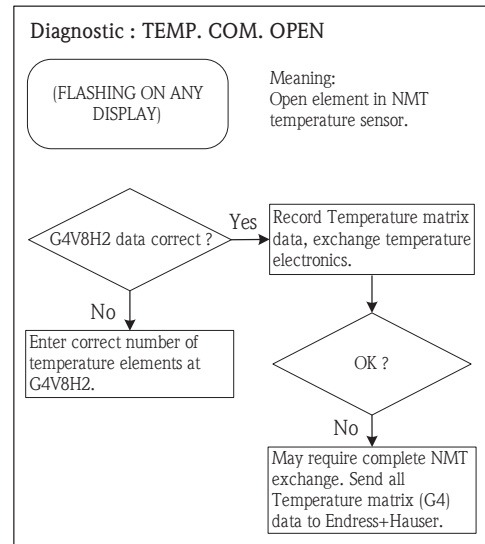 Diagnostic : TEMP. COM. OPEN
(FLASHING ON ANY
DISPLAY)
Meaning:
Open element in NMT
temperature sensor.
G4V8H2 data correct ?
Yes
Record Temperature matrix
data, exchange temperature
electronics.
No
Enter correct number of
temperature elements at
G4V8H2.
OK ?
No
May require complete NMT
exchange. Send all
Temperature matrix (G4)
data to Endress+Hauser.